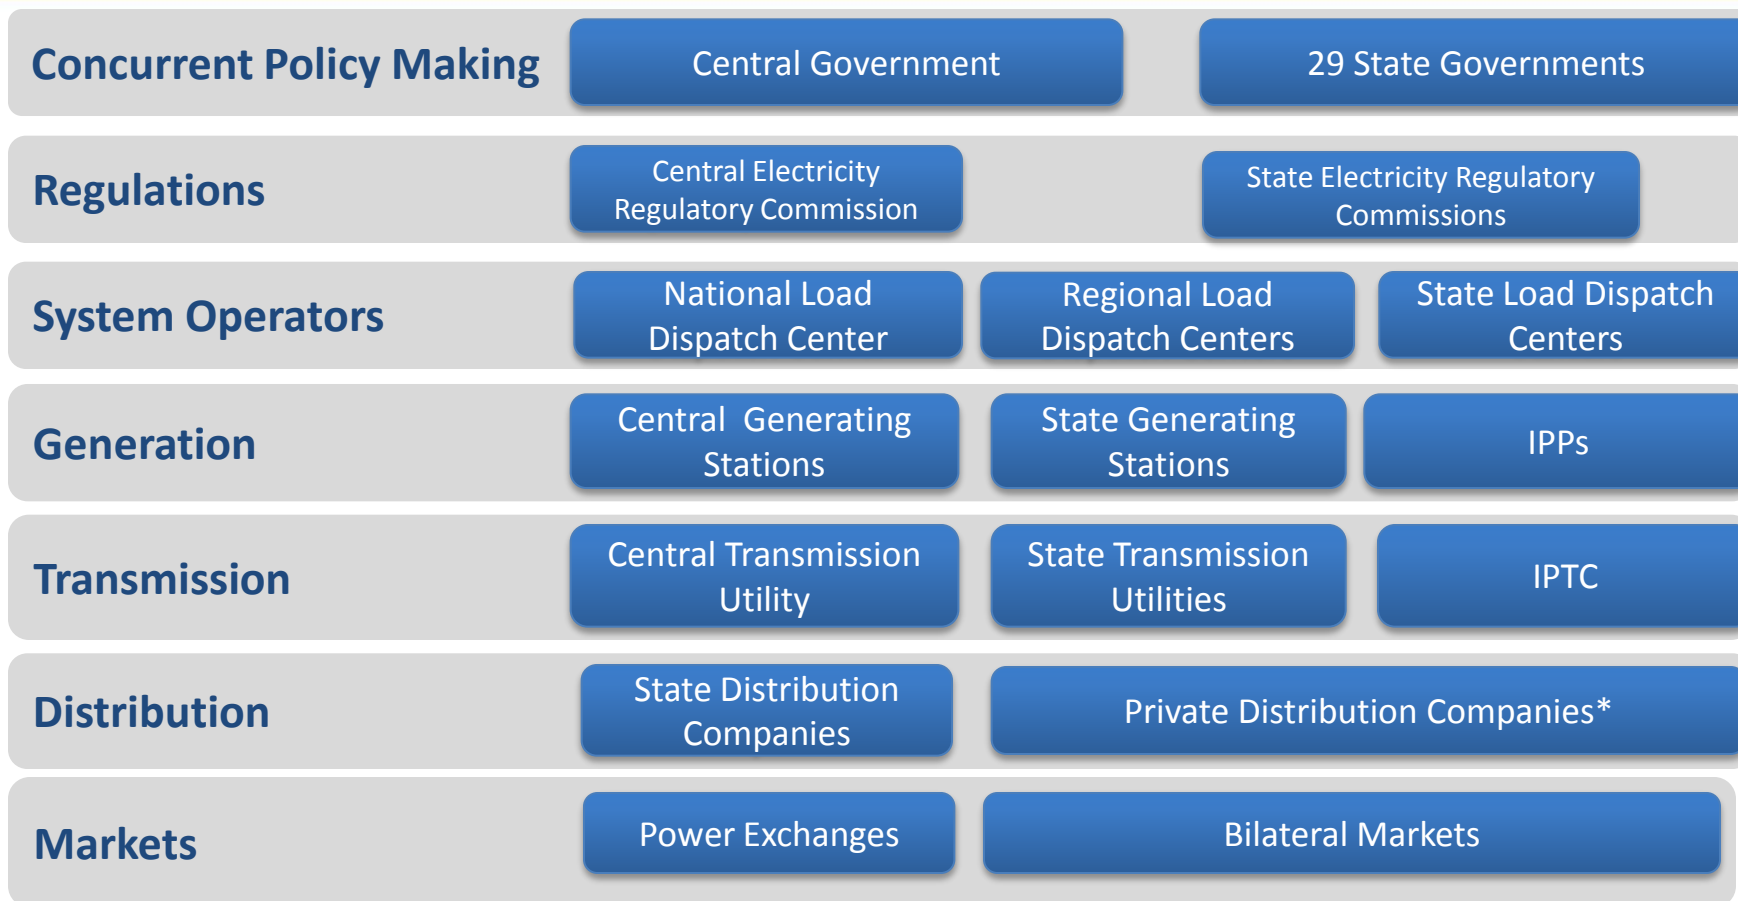 Concurrent Policy Making
Central Government
29 State Governments
Regulations
Central Electricity
Regulatory Commission
State Electricity Regulatory
Commissions
System Operators
National Load
Dispatch Center
Regional Load
Dispatch Centers
State Load Dispatch
Centers
Generation
Central  Generating
Stations
State Generating
Stations
IPPs
Transmission
Central Transmission
Utility
State Transmission
Utilities
IPTC
Distribution
State Distribution
Companies
Private Distribution Companies*
Markets
Power Exchanges
Bilateral Markets